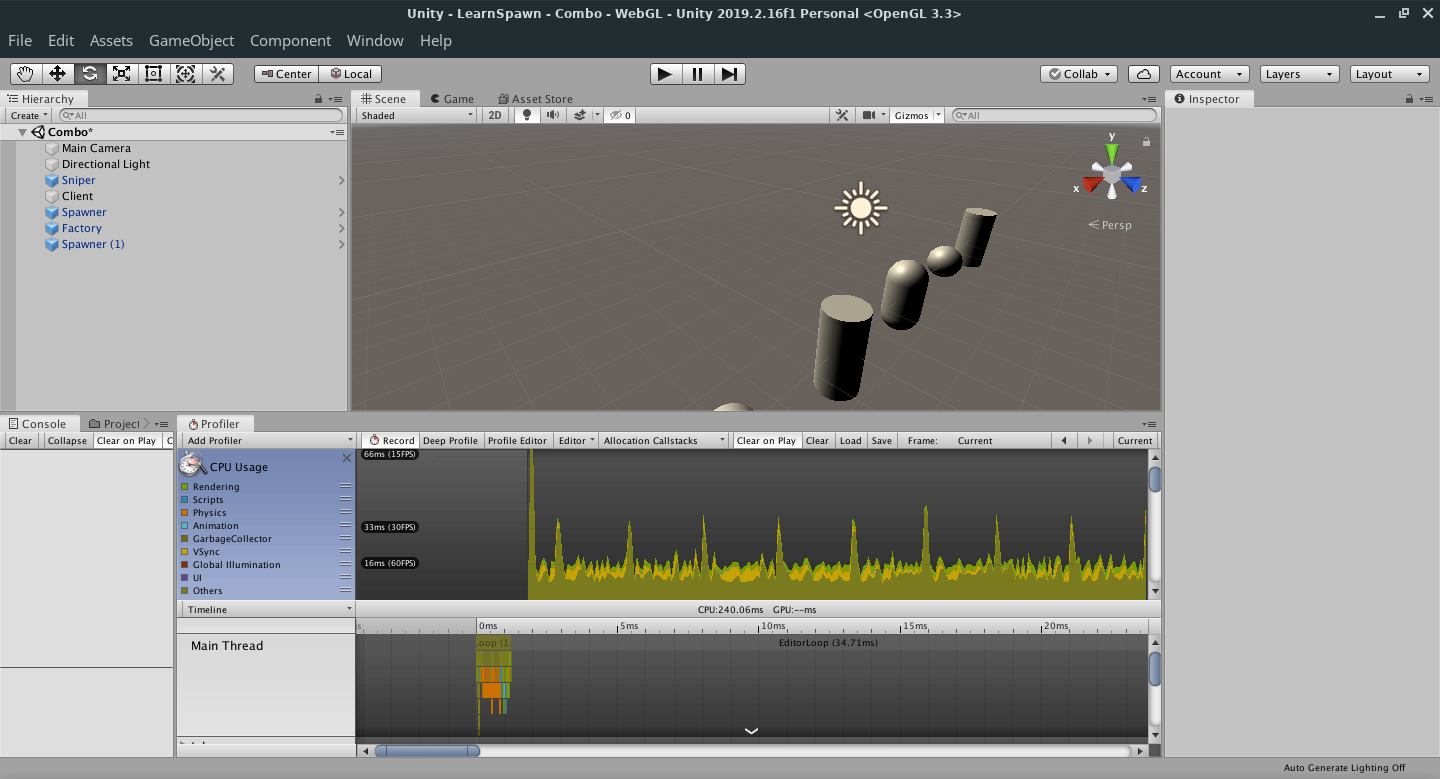 Unity - LearnSpawn - Combo - WebGL - Unity 2019.2.16f1 Personal <OpenGL 3.3>
File Edit Assets GameObject Component Window Help
Center Local Collab Account Layers Layout
Hierarchy
Create All
Combo*
Main Camera
Directional Light
Sniper
Client
Spawner
Factory
Spawner (1)
Scene Game Asset Store
Shaded 2D 0 Gizmos All
y
x z
Persp
Inspector
Console Project
Clear Collapse Clear on Play C
Profiler
Add Profiler Record Deep Profile Profile Editor Editor Allocation Callstacks Clear on Play Clear Load Save Frame: Current Current
CPU Usage
Rendering
Scripts
Physics
Animation
GarbageCollector
VSync
Global Illumination
UI
Others
66ms (15FPS)
33ms (30FPS)
16ms (60FPS)
Timeline CPU:240.06ms GPU:--ms
s 0ms 5ms 10ms 15ms 20ms
Main Thread
Loop (1. EditorLoop (34.71ms)
Auto Generate Lighting Off